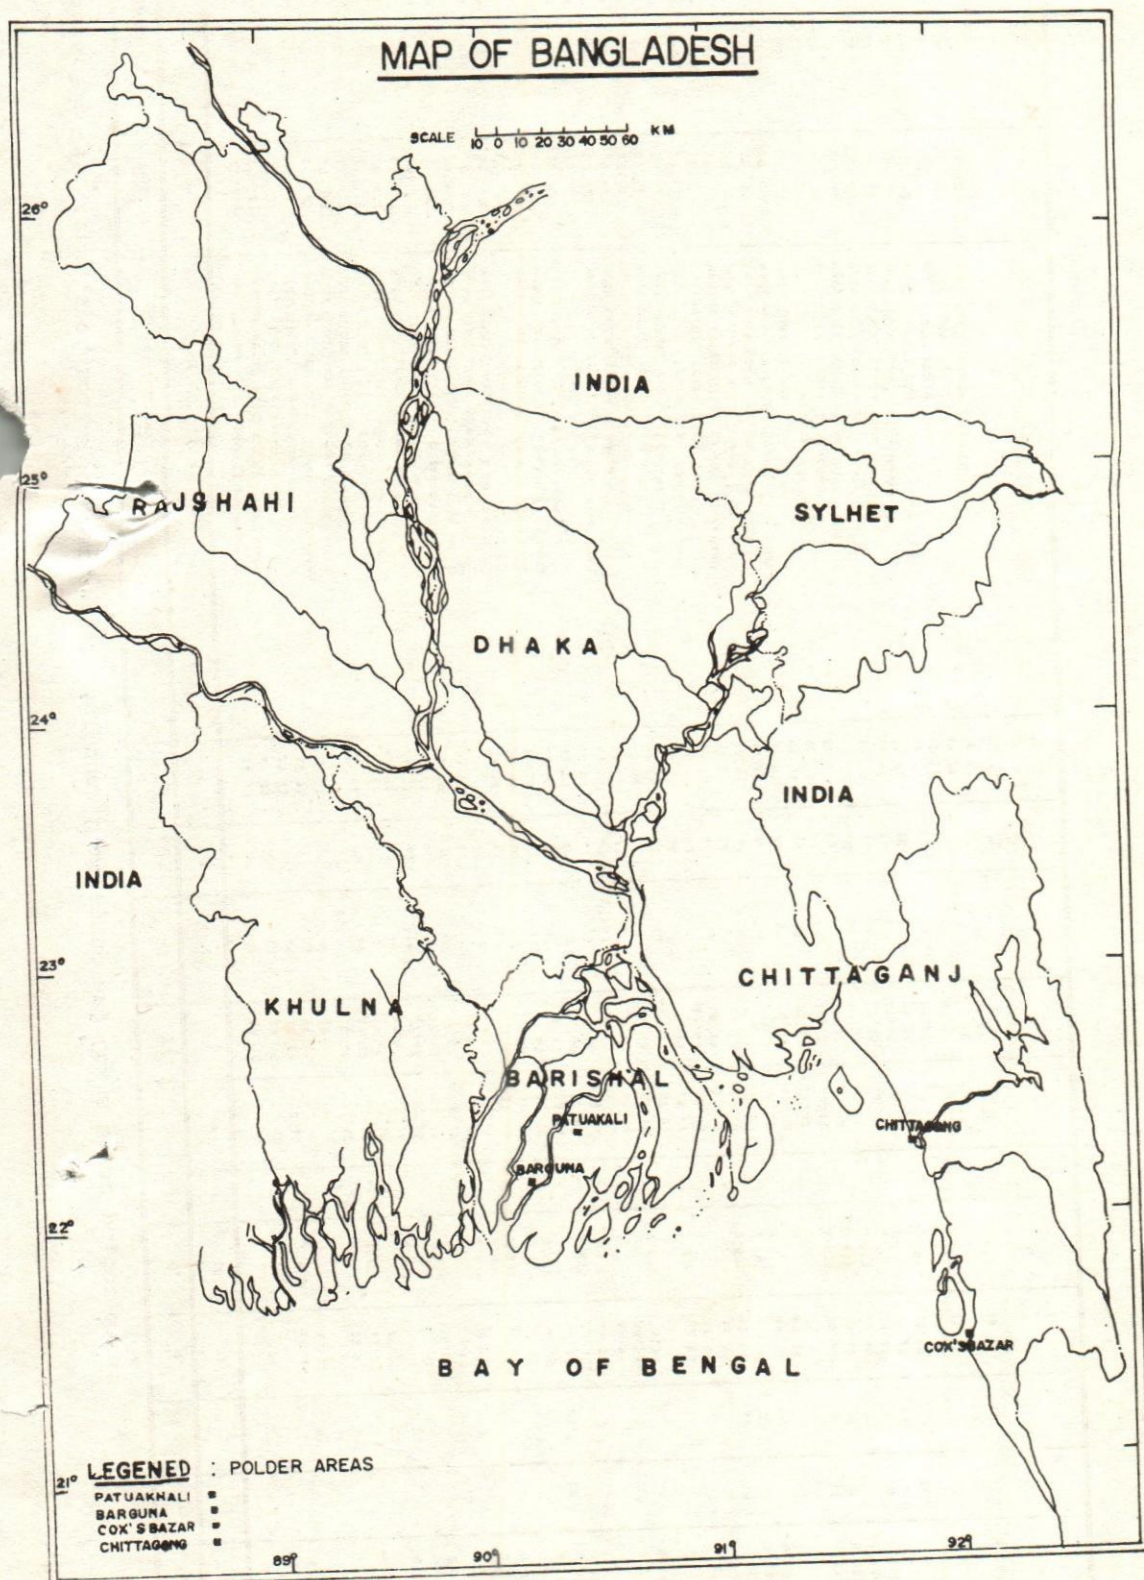 MAP OF BANGLADESH
SCALE 10 0 10 20 30 40 50 60 KM
26°
INDIA
25°
RAJSHAHI
SYLHET
DHAKA
24°
INDIA
INDIA
23°
CHITTAGANJ
KHULNA
BARISHAL
PATUAKALI
CHITTAGONG
BARGUNA
22°
COX'SBAZAR
BAY OF BENGAL
21°
LEGENED : POLDER AREAS
PATUAKHALI
BARGUNA
COX'SBAZAR
CHITTAGONG
89° 90° 91° 92°